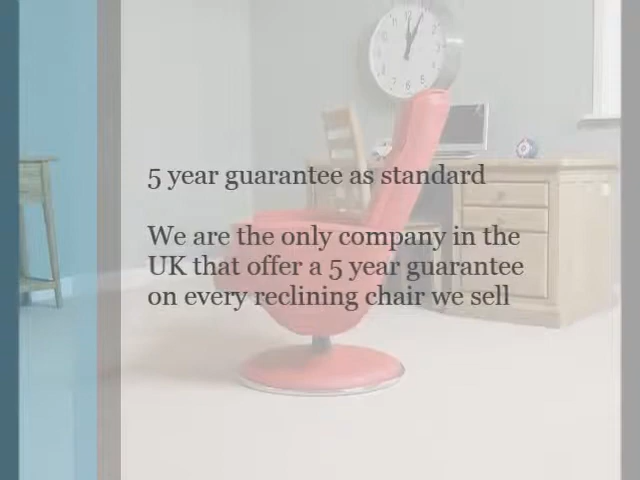 5 year guarantee as standard
We are the only company in the
UK that offer a 5 year guarantee
on every reclining chair we sell